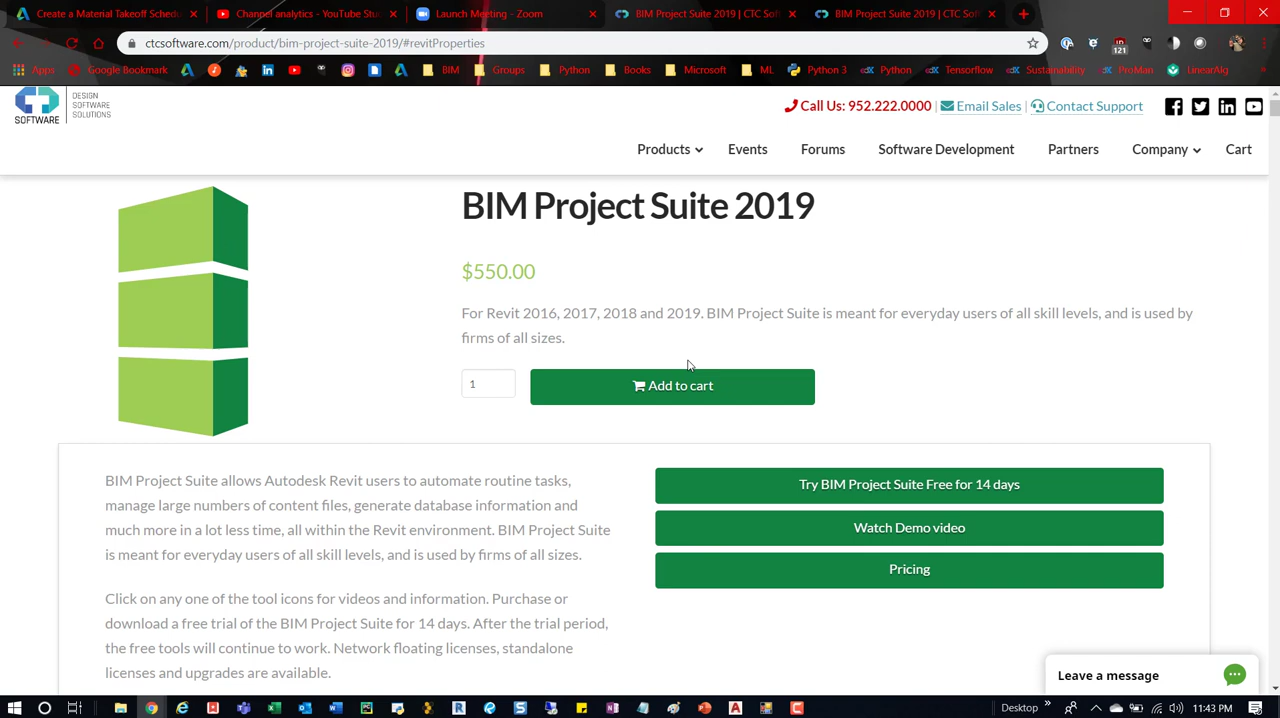 Create a Material Takeoff Schedu
Channel analytics - YouTube Stu
Launch Meeting - Zoom
BIM Project Suite 2019 | CTC Sof
BIM Project Suite 2019 | CTC Sof
ctcsoftware.com/product/bim-project-suite-2019/#revitProperties
121
Apps
Google Bookmark
BIM
Groups
Python
Books
Microsoft
ML
Python 3
Python
Tensorflow
Sustainability
ProMan
LinearAlg
SOFTWARE
DESIGN
SOFTWARE
SOLUTIONS
Call Us: 952.222.0000 | Email Sales | Contact Support
Products Events Forums Software Development Partners Company Cart
BIM Project Suite 2019
$550.00
For Revit 2016, 2017, 2018 and 2019. BIM Project Suite is meant for everyday users of all skill levels, and is used by
firms of all sizes.
1
Add to cart
BIM Project Suite allows Autodesk Revit users to automate routine tasks,
manage large numbers of content files, generate database information and
much more in a lot less time, all within the Revit environment. BIM Project Suite
is meant for everyday users of all skill levels, and is used by firms of all sizes.
Click on any one of the tool icons for videos and information. Purchase or
download a free trial of the BIM Project Suite for 14 days. After the trial period,
the free tools will continue to work. Network floating licenses, standalone
licenses and upgrades are available.
Try BIM Project Suite Free for 14 days
Watch Demo video
Pricing
Leave a message
Desktop
11:43 PM